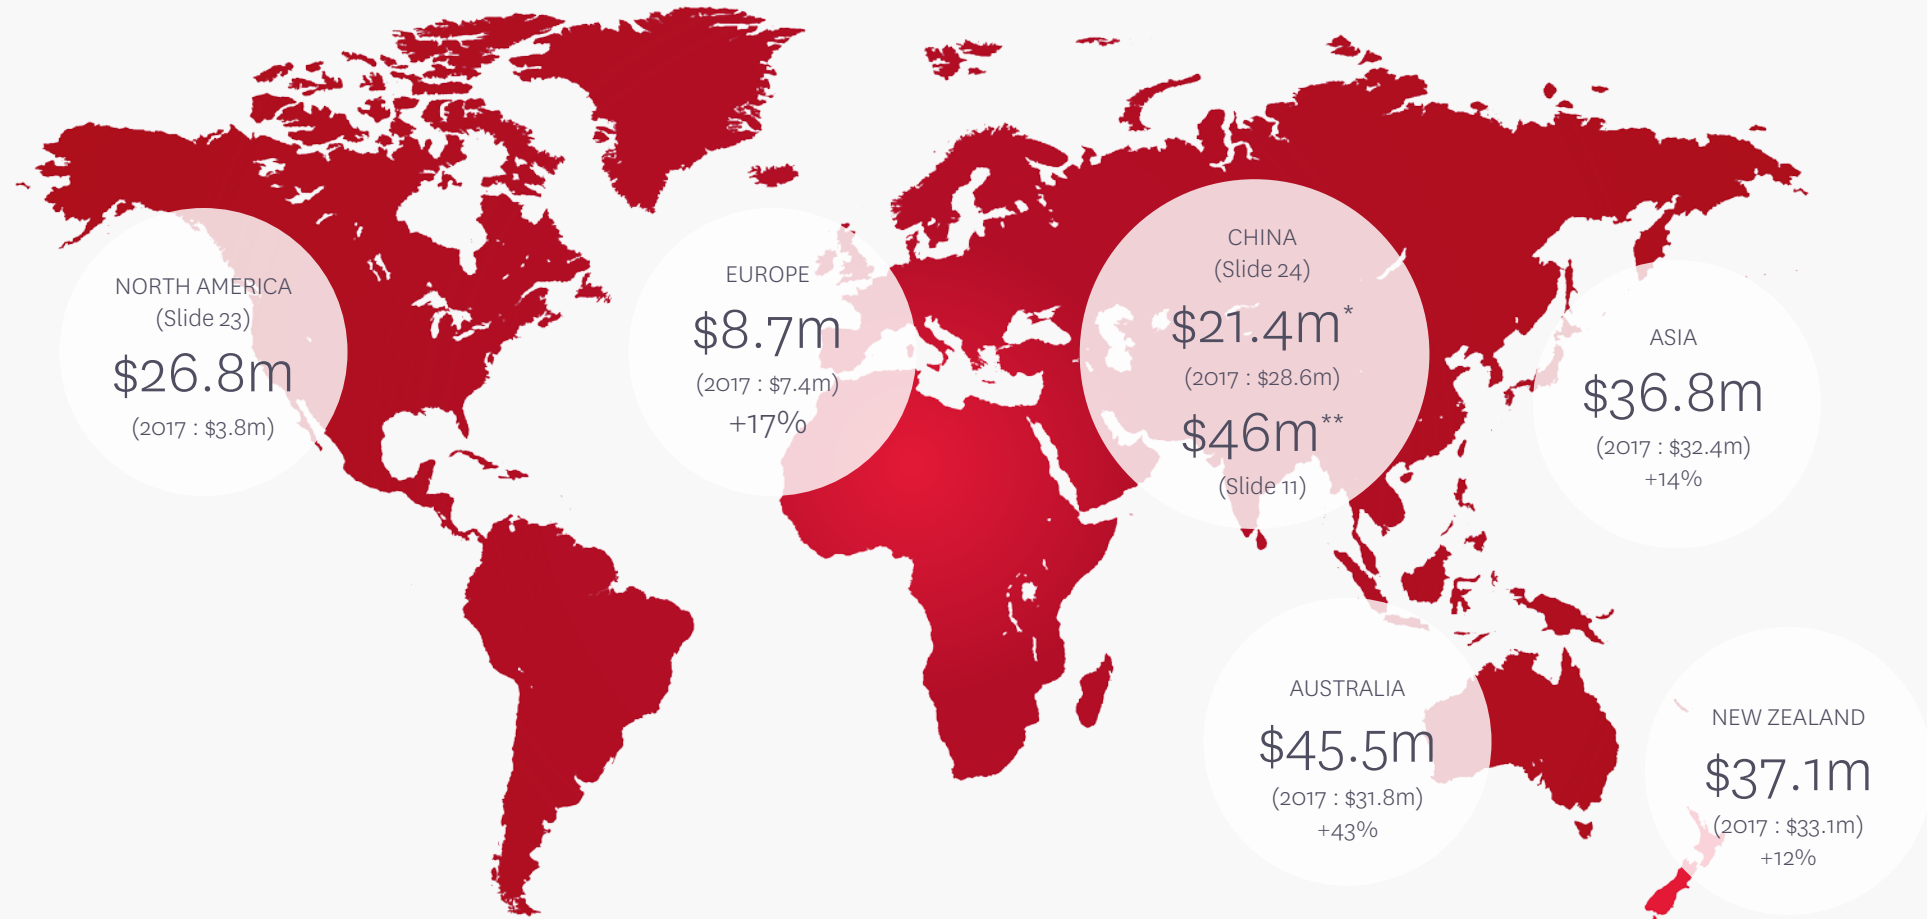 NORTH AMERICA
(Slide 23)
$26.8m
(2017 : $3.8m)
EUROPE
$8.7m
(2017 : $7.4m)
+17%
CHINA
(Slide 24)
$21.4m*
(2017 : $28.6m)
$46m**
(Slide 11)
ASIA
$36.8m
(2017 : $32.4m)
+14%
AUSTRALIA
$45.5m
(2017 : $31.8m)
+43%
NEW ZEALAND
$37.1m
(2017 : $33.1m)
+12%